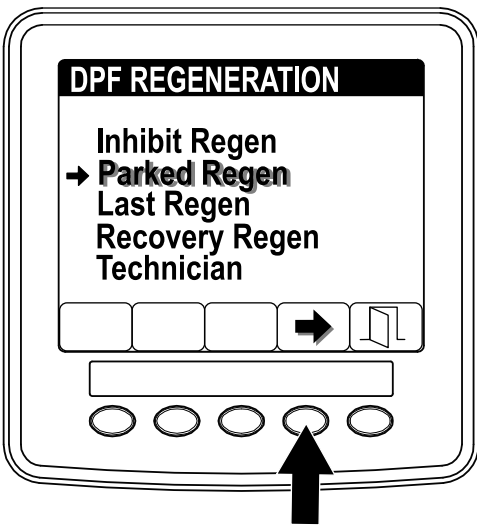 DPF REGENERATION
Inhibit Regen
Parked Regen
Last Regen
Recovery Regen
Technician